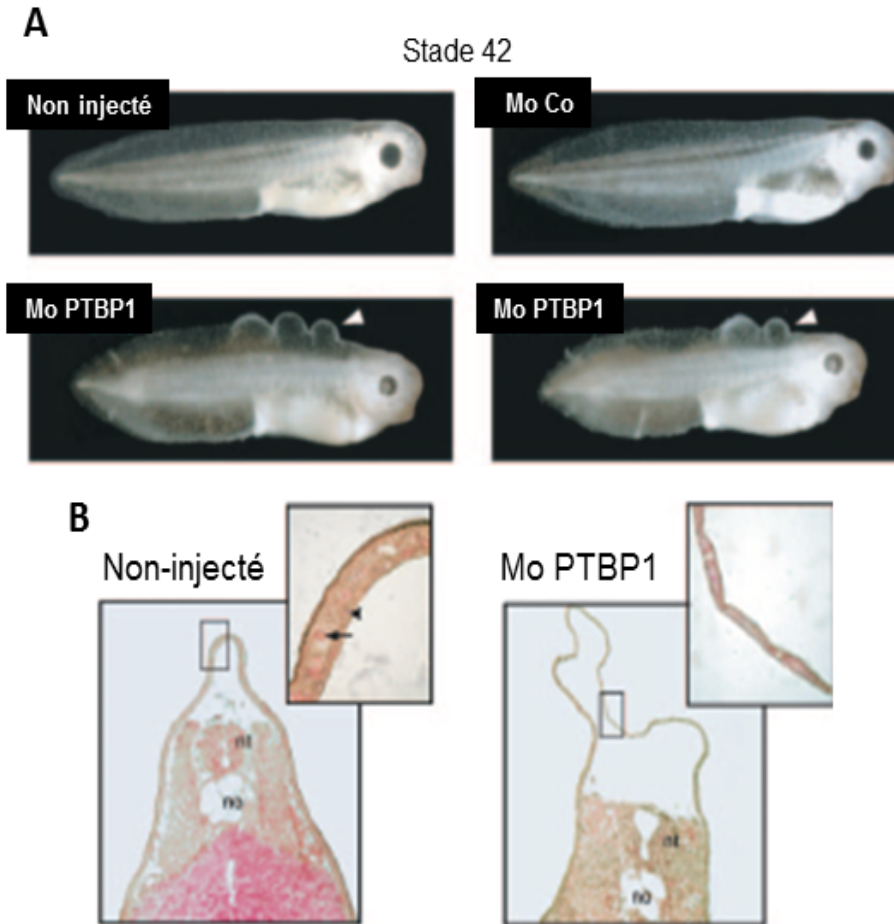 A
Stade 42
Non injecté
Mo Co
Mo PTBP1
Mo PTBP1
B
Non-injecté
Mo PTBP1
nt
no
nt
no